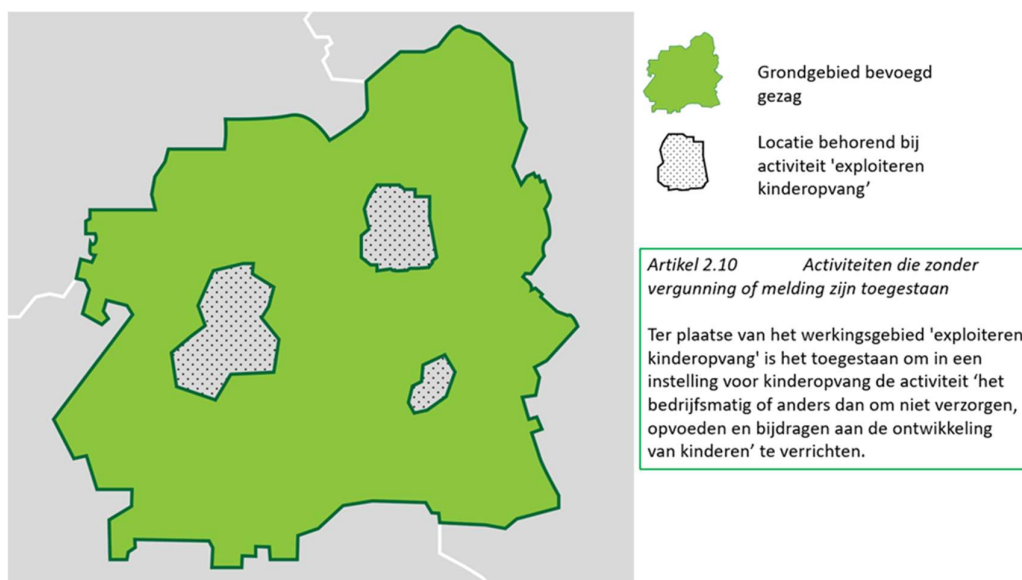 Grondgebied bevoegd
gezag
Locatie behorend bij
activiteit 'exploiteren
kinderopvang’
Artikel 2.10 Activiteiten die zonder
vergunning of melding zijn toegestaan
Ter plaatse van het werkingsgebied 'exploiteren
kinderopvang' is het toegestaan om in een
instelling voor kinderopvang de activiteit ‘het
bedrijfsmatig of anders dan om niet verzorgen,
opvoeden en bijdragen aan de ontwikkeling
van kinderen’ te verrichten.